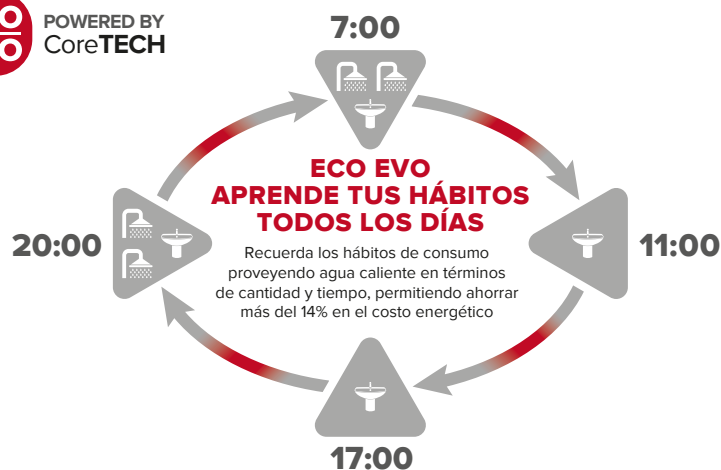 POWERED BY
CoreTECH
7:00
ECO EVO
APRENDE TUS HÁBITOS
TODOS LOS DÍAS
Recuerda los hábitos de consumo
proveyendo agua caliente en términos
de cantidad y tiempo, permitiendo ahorrar
más del 14% en el costo energético
20:00
11:00
17:00